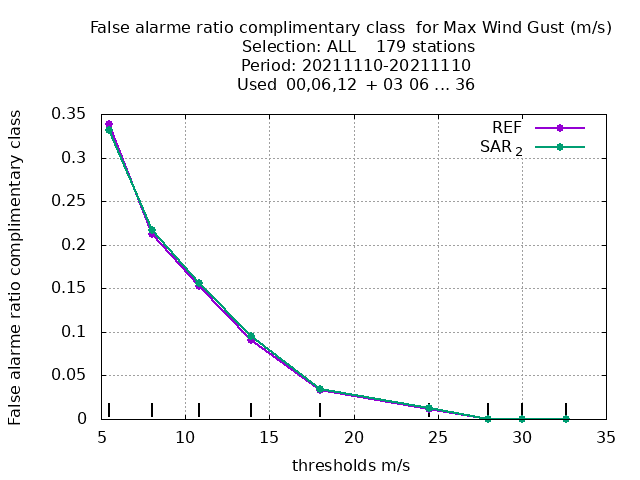 False alarme ratio complimentary class  for Max Wind Gust (m/s)
Selection: ALL    179 stations
Period: 20211110-20211110
Used  00,06,12  + 03 06 ... 36
False alarme ratio complimentary class
0.35
0.3
0.25
0.2
0.15
0.1
0.05
0
REF
SAR 2
5 10 15 20 25 30 35
thresholds m/s